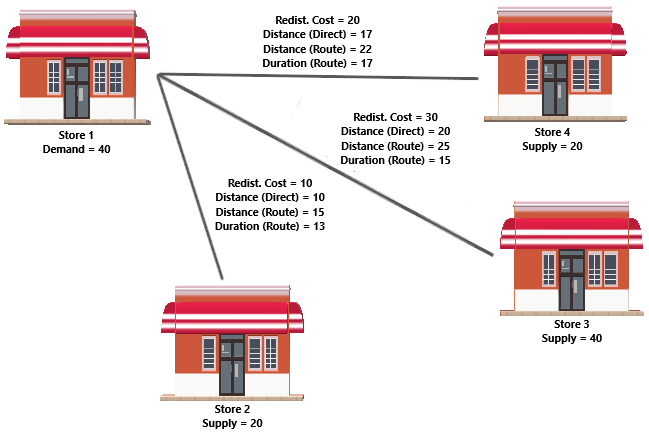 Redist. Cost = 20
Distance (Direct) = 17
Distance (Route) = 22
Duration (Route) = 17
Store 1
Demand = 40
Store 4
Supply = 20
Redist. Cost = 30
Distance (Direct) = 20
Distance (Route) = 25
Duration (Route) = 15
Redist. Cost = 10
Distance (Direct) = 10
Distance (Route) = 15
Duration (Route) = 13
Store 3
Supply = 40
Store 2
Supply = 20